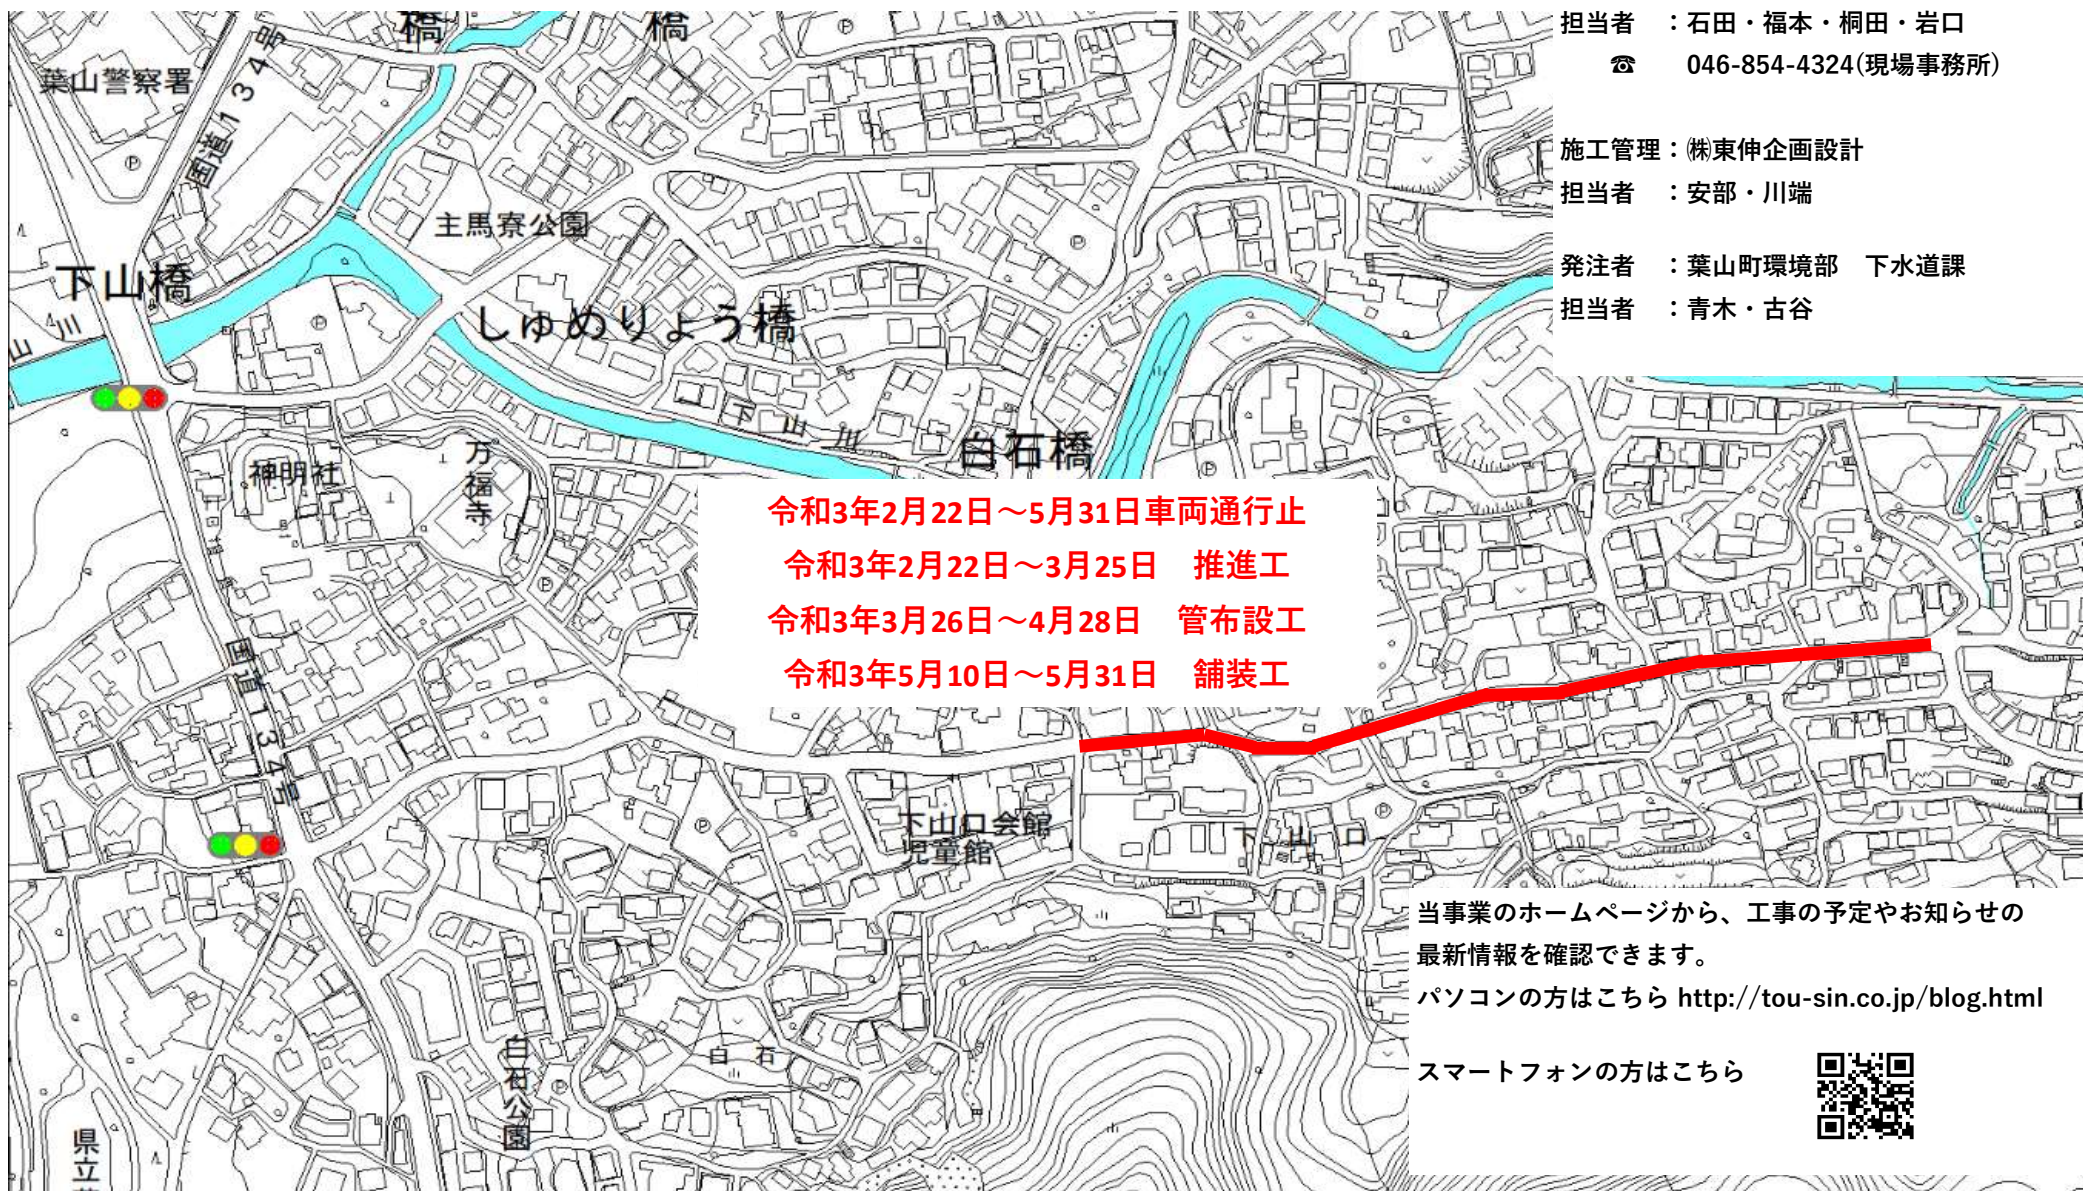 担当者　：石田・福本・桐田・岩口
☎　046-854-4324(現場事務所)
施工管理：㈱東伸企画設計
担当者　：安部・川端
発注者　：葉山町環境部　下水道課
担当者　：青木・古谷
橋
橋
葉山警察署
国道134号
主馬寮公園
下山橋
しゅめりょう橋
山川
下山川
白石橋
神明社
万福寺
令和3年2月22日～5月31日車両通行止
令和3年2月22日～3月25日　推進工
令和3年3月26日～4月28日　管布設工
令和3年5月10日～5月31日　舗装工
国道134号
下山口会館
児童館
下山口
白石
白石公園
県立
当事業のホームページから、工事の予定やお知らせの
最新情報を確認できます。
パソコンの方はこちら http://tou-sin.co.jp/blog.html
スマートフォンの方はこちら